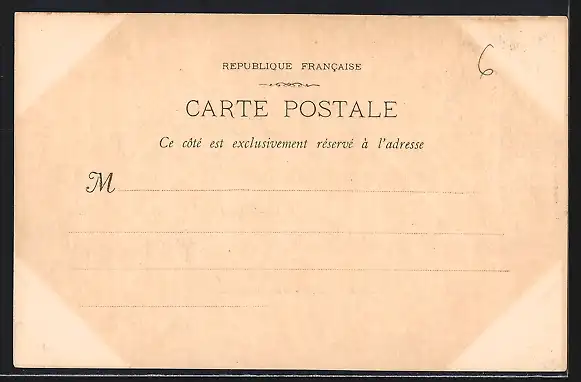 6
REPUBLIQUE FRANÇAISE
CARTE POSTALE
Ce côté est exclusivement réservé à l'adresse
M